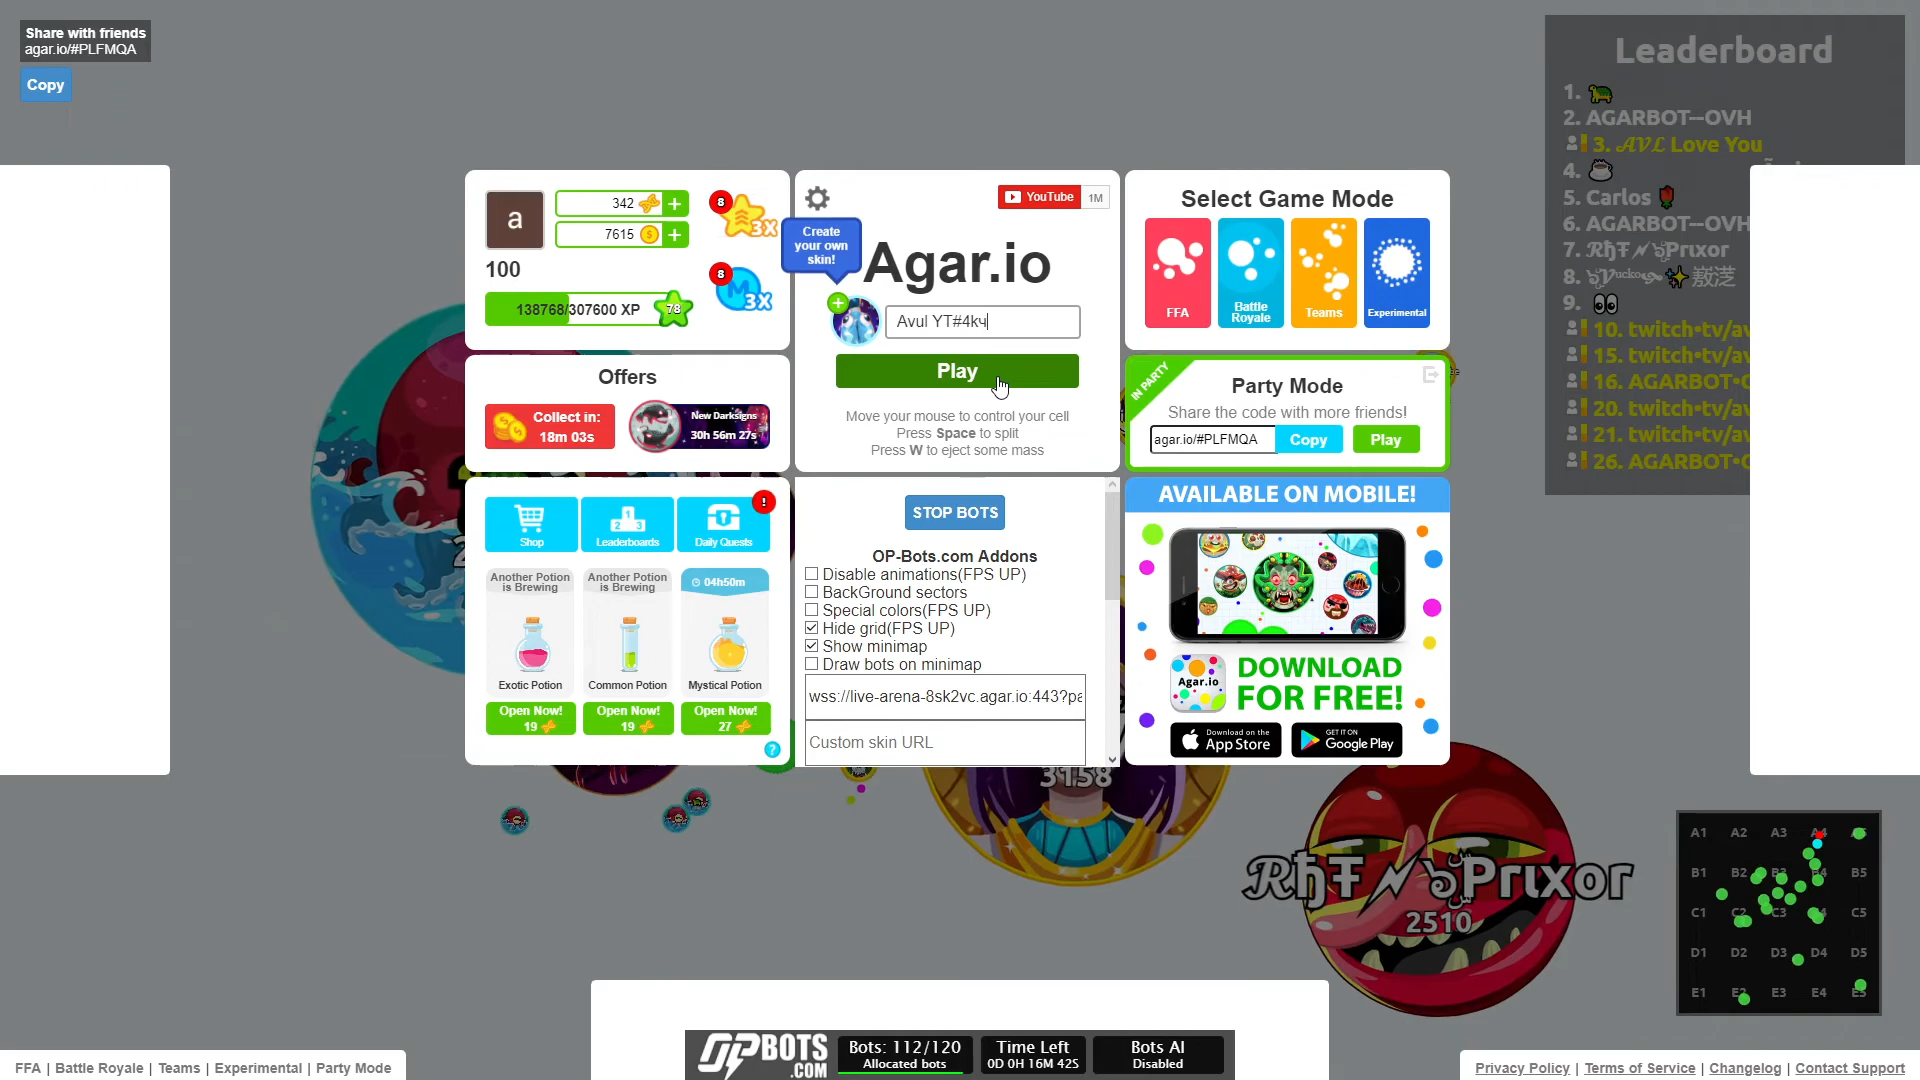 Share with friends
agar.io/#PLFMQA
Copy
Leaderboard
1.
2. AGARBOT--OVH
3. 𝓐𝓥𝓛 Love You
4.
5. Carlos
6. AGARBOT--OVH
7. Prιxor
8.
9.
10. twitch•tv/av
15. twitch•tv/av
16. AGARBOT•
20. twitch•tv/av
21. twitch•tv/av
26. AGARBOT•
a
342
+
7615
+
8
3X
8
M 3X
100
138768/307600 XP
78
Create
your own
skin!
YouTube 1M
Agar.io
Avul YT#4kч
Play
Move your mouse to control your cell
Press Space to split
Press W to eject some mass
Select Game Mode
FFA
Battle
Royale
Teams
Experimental
Offers
Collect in:
18m 03s
New Darksigns
30h 56m 27s
IN PARTY
Party Mode
Share the code with more friends!
agar.io/#PLFMQA
Copy
Play
Shop
Leaderboards
Daily Quests
!
Another Potion
is Brewing
Another Potion
is Brewing
04h50m
Exotic Potion
Common Potion
Mystical Potion
Open Now!
19
Open Now!
19
Open Now!
27
?
STOP BOTS
OP-Bots.com Addons
Disable animations(FPS UP)
BackGround sectors
Special colors(FPS UP)
Hide grid(FPS UP)
Show minimap
Draw bots on minimap
wss://live-arena-8sk2vc.agar.io:443?pa
Custom skin URL
AVAILABLE ON MOBILE!
Agar.io
DOWNLOAD
FOR FREE!
Download on the
App Store
GET IT ON
Google Play
3158
Prιxor
2510
A1 A2 A3 A4
B1 B2 B3 B4 B5
C1 C2 C3 C5
D1 D2 D3 D4 D5
E1 E2 E3 E4 E5
OPBOTS
.COM
Bots: 112/120
Allocated bots
Time Left
0D 0H 16M 42S
Bots AI
Disabled
FFA | Battle Royale | Teams | Experimental | Party Mode
Privacy Policy | Terms of Service | Changelog | Contact Support